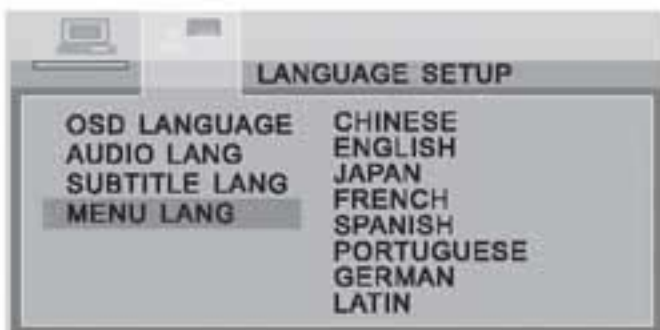 LANGUAGE SETUP
OSD LANGUAGE
AUDIO LANG
SUBTITLE LANG
MENU LANG
CHINESE
ENGLISH
JAPAN
FRENCH
SPANISH
PORTUGUESE
GERMAN
LATIN